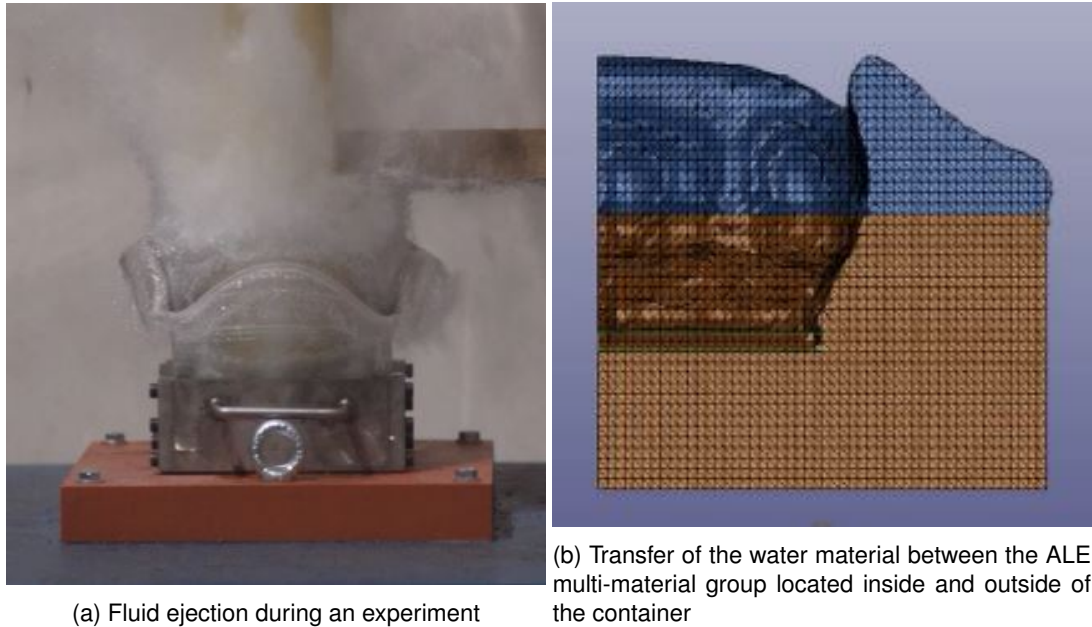 (a) Fluid ejection during an experiment
(b) Transfer of the water material between the ALE
multi-material group located inside and outside of
the container